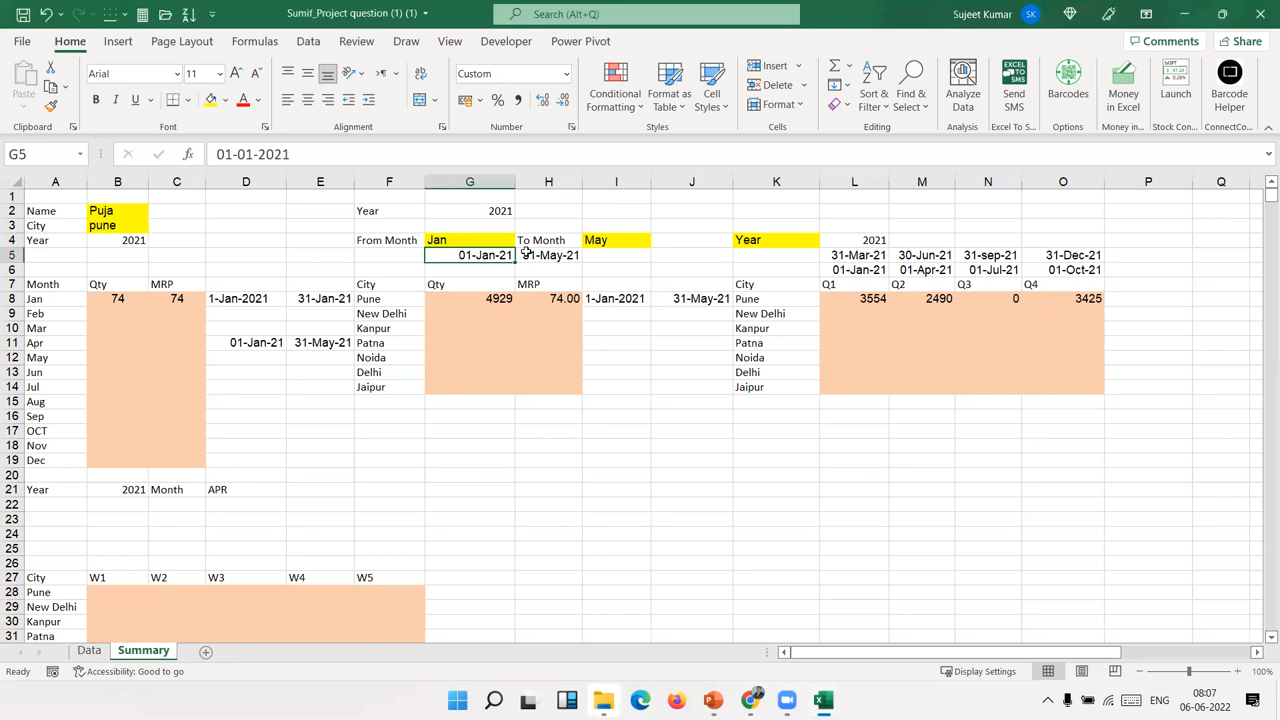 Sumif_Project question (1) (1)
Search (Alt+Q)
Sujeet Kumar SK
File Home Insert Page Layout Formulas Data Review View Draw Developer Power Pivot Comments Share
Paste Arial 11 Custom Insert Delete Format
B I U
Conditional Formatting Format as Table Cell Styles Sort & Filter Find & Select Analyze Data Send SMS Barcodes Money in Excel Launch Barcode Helper
Clipboard Font Alignment Number Styles Cells Editing Analysis Excel To S... Options Money in... Stock Con... ConnectCo...
G5 fx 01-01-2021
A B C D E F G H I J K L M N O P Q
1
2 Name Puja Year 2021
3 City pune
4 Year 2021 From Month Jan To Month May Year 2021
5 01-Jan-21 31-May-21 31-Mar-21 30-Jun-21 31-sep-21 31-Dec-21
6 01-Jan-21 01-Apr-21 01-Jul-21 01-Oct-21
7 Month Qty MRP City Qty MRP City Q1 Q2 Q3 Q4
8 Jan 74 74 1-Jan-2021 31-Jan-21 Pune 4929 74.00 1-Jan-2021 31-May-21 Pune 3554 2490 0 3425
9 Feb New Delhi New Delhi
10 Mar Kanpur Kanpur
11 Apr 01-Jan-21 31-May-21 Patna Patna
12 May Noida Noida
13 Jun Delhi Delhi
14 Jul Jaipur Jaipur
15 Aug
16 Sep
17 OCT
18 Nov
19 Dec
20
21 Year 2021 Month APR
22
23
24
25
26
27 City W1 W2 W3 W4 W5
28 Pune
29 New Delhi
30 Kanpur
31 Patna
Data Summary
Ready Accessibility: Good to go Display Settings 100%
ENG 08:07
06-06-2022